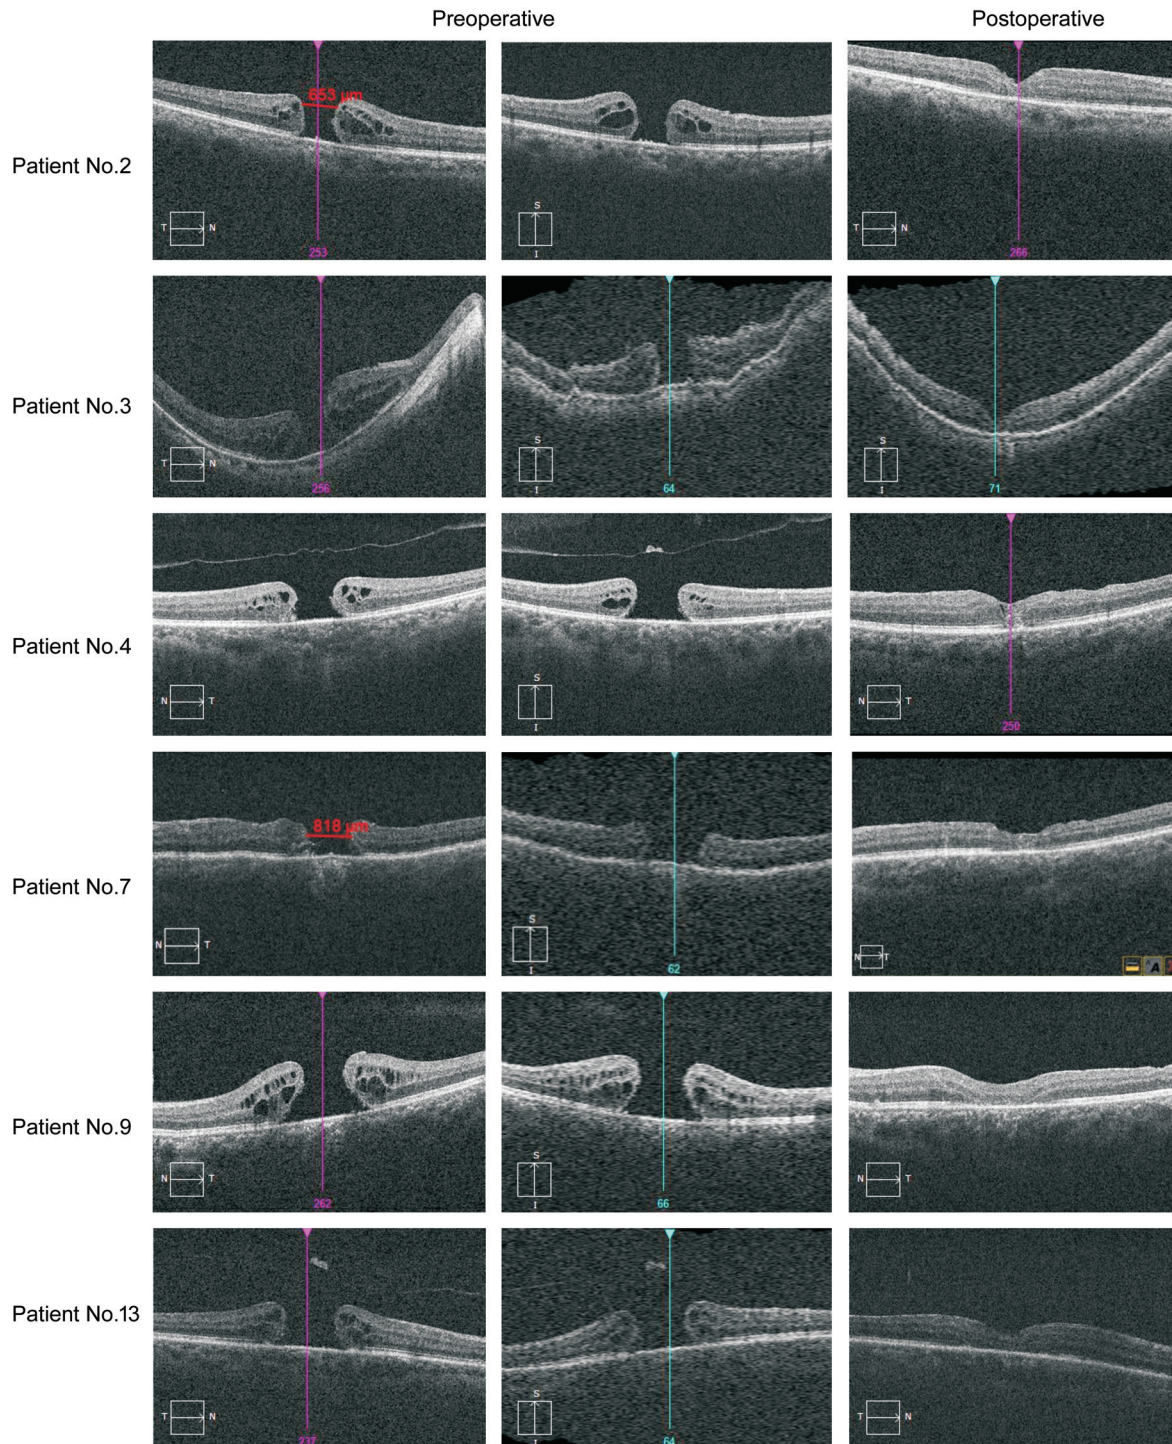 Preoperative Postoperative
Patient No.2
653 µm
T N
253
S
I
T N
266
Patient No.3
T N
256
S
I
64
S
I
71
Patient No.4
N T
S
I
N T
250
Patient No.7
818 µm
N T
S
I
62
N T
A
Patient No.9
N T
262
S
I
66
N T
Patient No.13
T N
237
S
I
64
T N